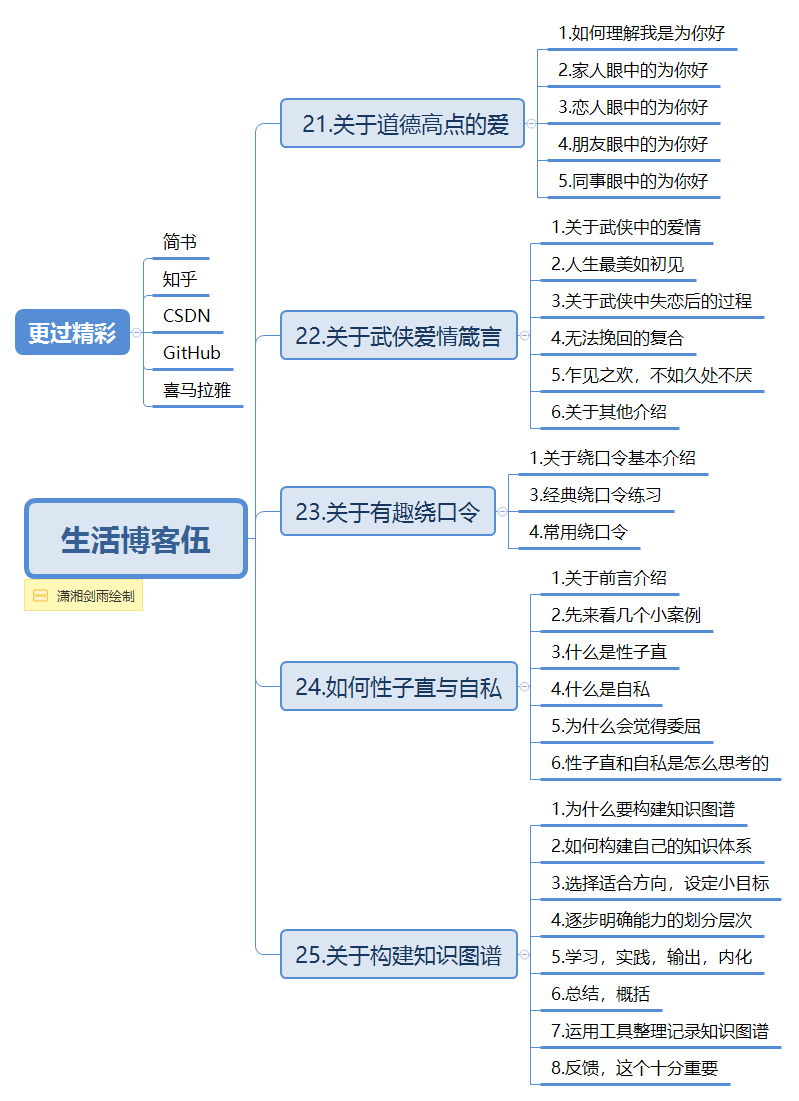 更过精彩
简书
知乎
CSDN
GitHub
喜马拉雅
生活博客伍
潇湘剑雨绘制
21.关于道德高点的爱
1.如何理解我是为你好
2.家人眼中的为你好
3.恋人眼中的为你好
4.朋友眼中的为你好
5.同事眼中的为你好
22.关于武侠爱情箴言
1.关于武侠中的爱情
2.人生最美如初见
3.关于武侠中失恋后的过程
4.无法挽回的复合
5.乍见之欢，不如久处不厌
6.关于其他介绍
23.关于有趣绕口令
1.关于绕口令基本介绍
3.经典绕口令练习
4.常用绕口令
24.如何性子直与自私
1.关于前言介绍
2.先来看几个小案例
3.什么是性子直
4.什么是自私
5.为什么会觉得委屈
6.性子直和自私是怎么思考的
25.关于构建知识图谱
1.为什么要构建知识图谱
2.如何构建自己的知识体系
3.选择适合方向，设定小目标
4.逐步明确能力的划分层次
5.学习，实践，输出，内化
6.总结，概括
7.运用工具整理记录知识图谱
8.反馈，这个十分重要